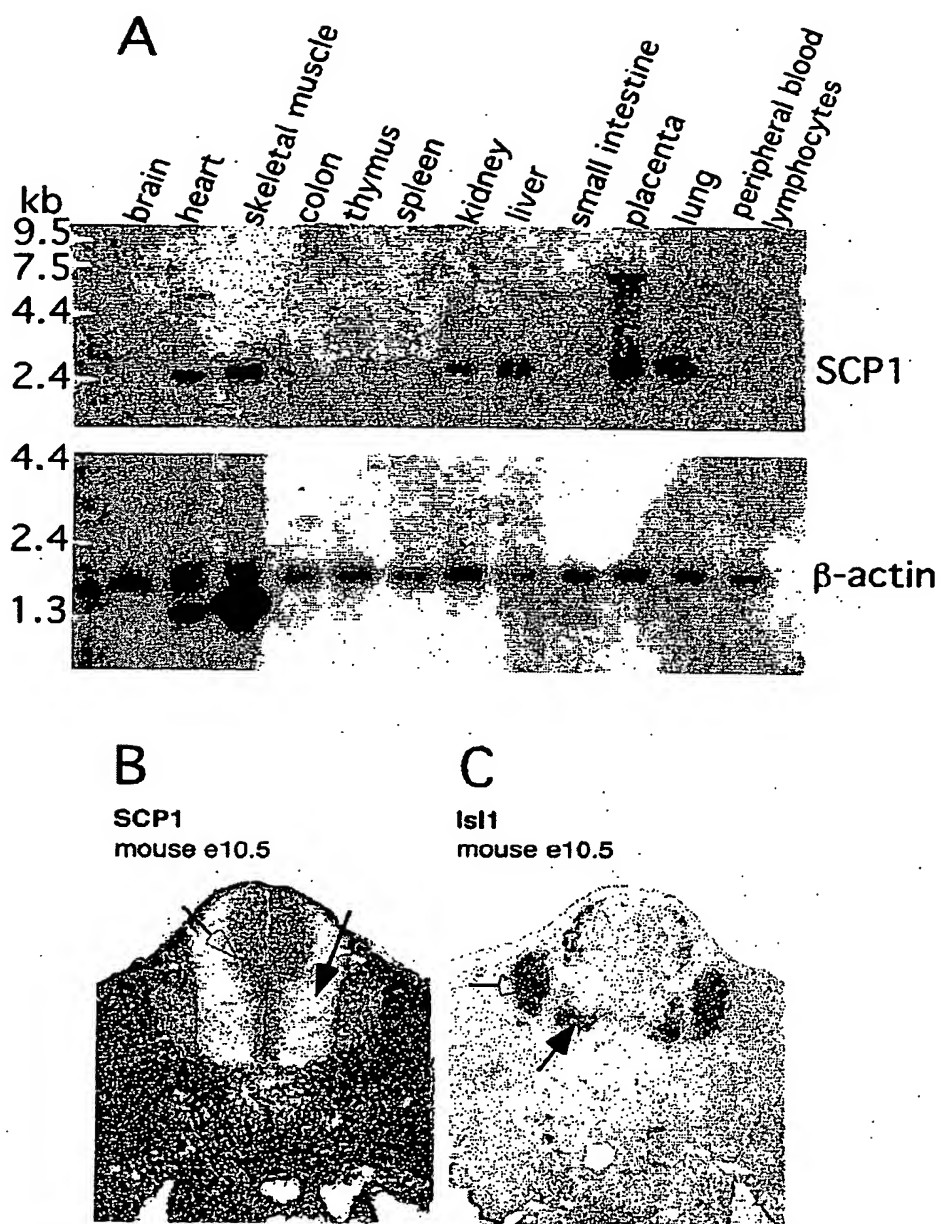 A
brain
heart
skeletal muscle
colon
thymus
spleen
kidney
liver
small intestine
placenta
lung
peripheral blood
lymphocytes
kb
9.5
7.5
4.4
2.4
SCP1
4.4
2.4
1.3
β-actin
B
SCP1
mouse e10.5
C
Isl1
mouse e10.5